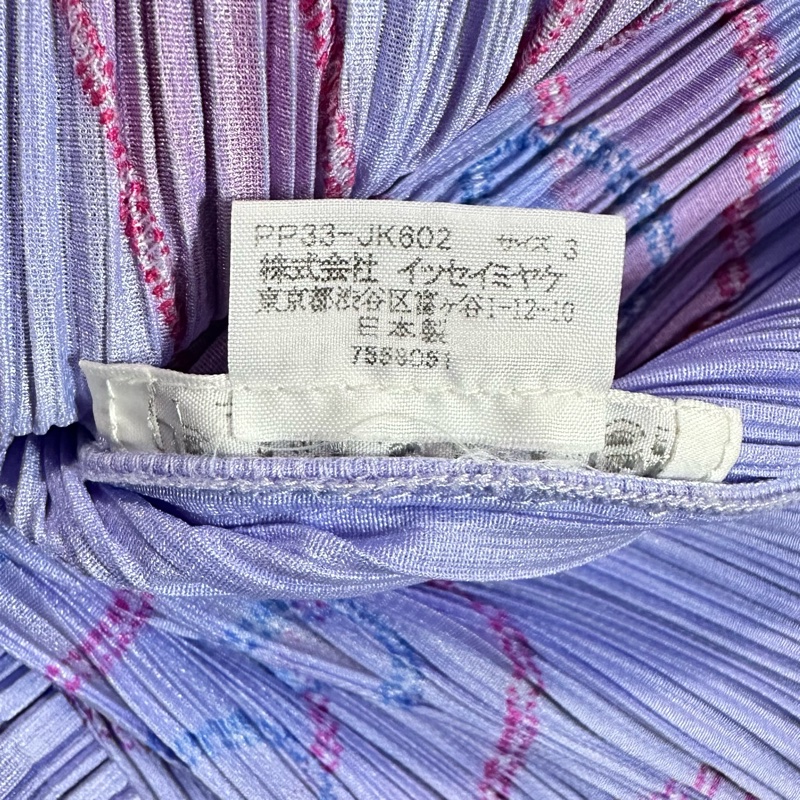 PP33-JK602 サイズ 3
株式会社 イッセイミヤケ
東京都渋谷区富ヶ谷1-12-10
日本製
7558051